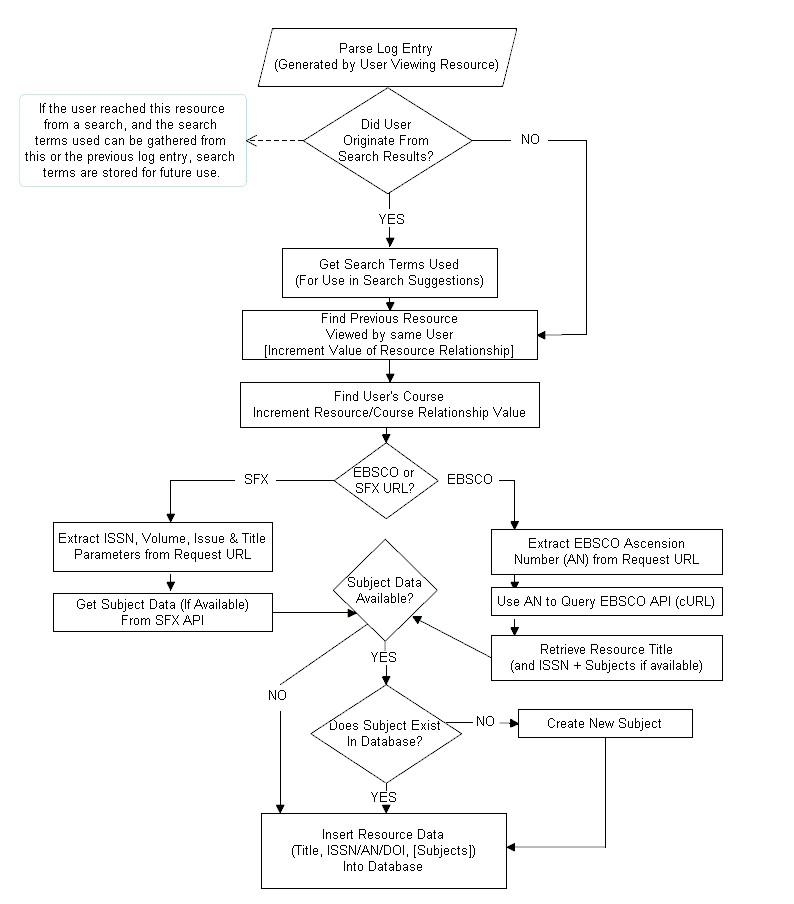 Parse Log Entry
(Generated by User Viewing Resource)
If the user reached this resource
from a search, and the search
terms used can be gathered from
this or the previous log entry, search
terms are stored for future use.
Did User
Originate From
Search Results?
NO
YES
Get Search Terms Used
(For Use in Search Suggestions)
Find Previous Resource
Viewed by same User
[Increment Value of Resource Relationship]
Find User's Course
Increment Resource/Course Relationship Value
EBSCO or
SFX URL?
SFX
EBSCO
Extract ISSN, Volume, Issue & Title
Parameters from Request URL
Get Subject Data (If Available)
From SFX API
Extract EBSCO Ascension
Number (AN) from Request URL
Use AN to Query EBSCO API (cURL)
Retrieve Resource Title
(and ISSN + Subjects if available)
Subject Data
Available?
YES
NO
Does Subject Exist
In Database?
NO
Create New Subject
YES
Insert Resource Data
(Title, ISSN/AN/DOI, [Subjects])
Into Database